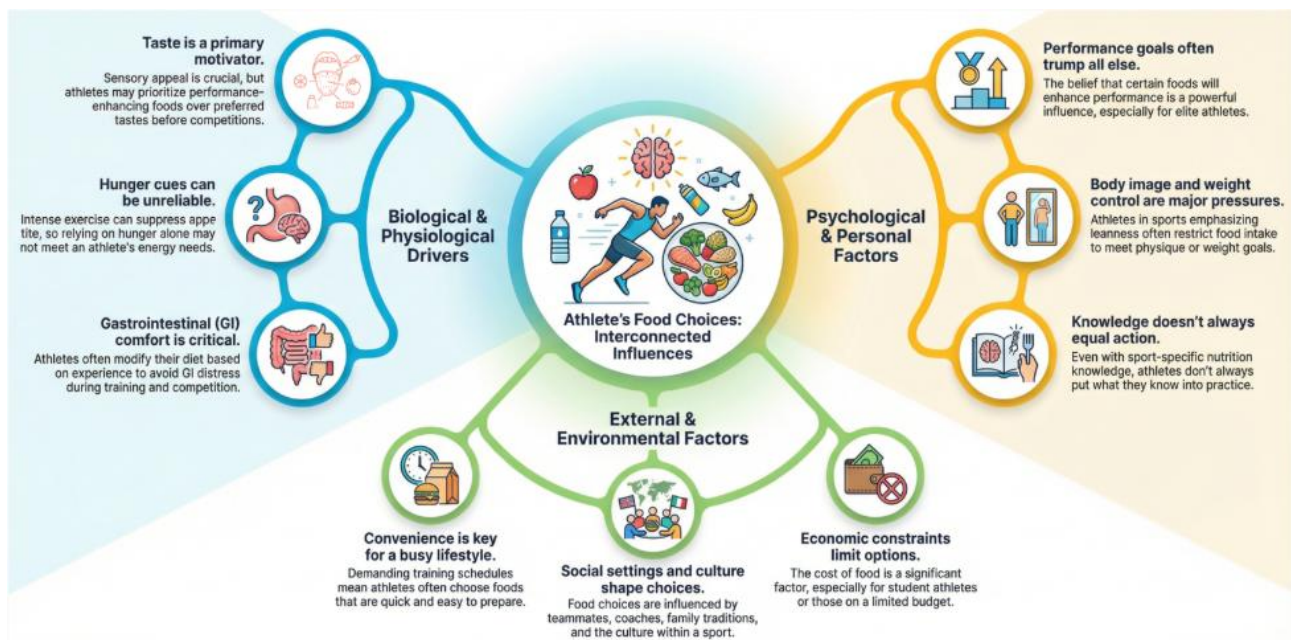 Taste is a primary
motivator.
Sensory appeal is crucial, but
athletes may prioritize performance-
enhancing foods over preferred
tastes before competitions.
Hunger cues can
be unreliable.
Intense exercise can suppress appe
tite, so relying on hunger alone may
not meet an athlete's energy needs.
Gastrointestinal (GI)
comfort is critical.
Athletes often modify their diet based
on experience to avoid GI distress
during training and competition.
Biological &
Physiological
Drivers
?
Athlete's Food Choices:
Interconnected
Influences
Psychological
& Personal
Factors
Performance goals often
trump all else.
The belief that certain foods will
enhance performance is a powerful
influence, especially for elite athletes.
Body image and weight
control are major pressures.
Athletes in sports emphasizing
leanness often restrict food intake
to meet physique or weight goals.
Knowledge doesn't always
equal action.
Even with sport-specific nutrition
knowledge, athletes don't always
put what they know into practice.
External &
Environmental Factors
Convenience is key
for a busy lifestyle.
Demanding training schedules
mean athletes often choose foods
that are quick and easy to prepare.
Social settings and culture
shape choices.
Food choices are influenced by
teammates, coaches, family traditions,
and the culture within a sport.
Economic constraints
limit options.
The cost of food is a significant
factor, especially for student athletes
or those on a limited budget.